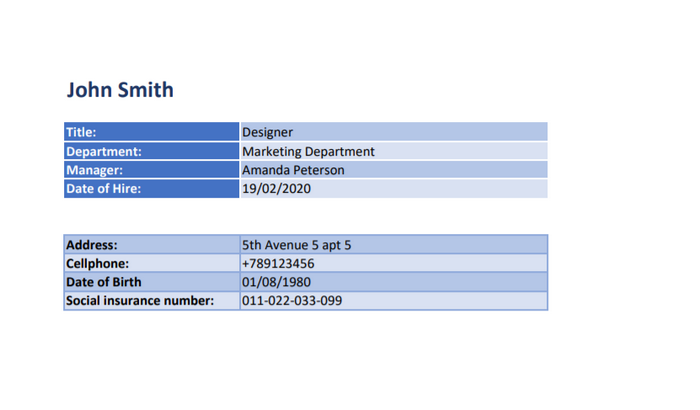 John Smith
Title: Designer
Department: Marketing Department
Manager: Amanda Peterson
Date of Hire: 19/02/2020
Address: 5th Avenue 5 apt 5
Cellphone: +789123456
Date of Birth 01/08/1980
Social insurance number: 011-022-033-099